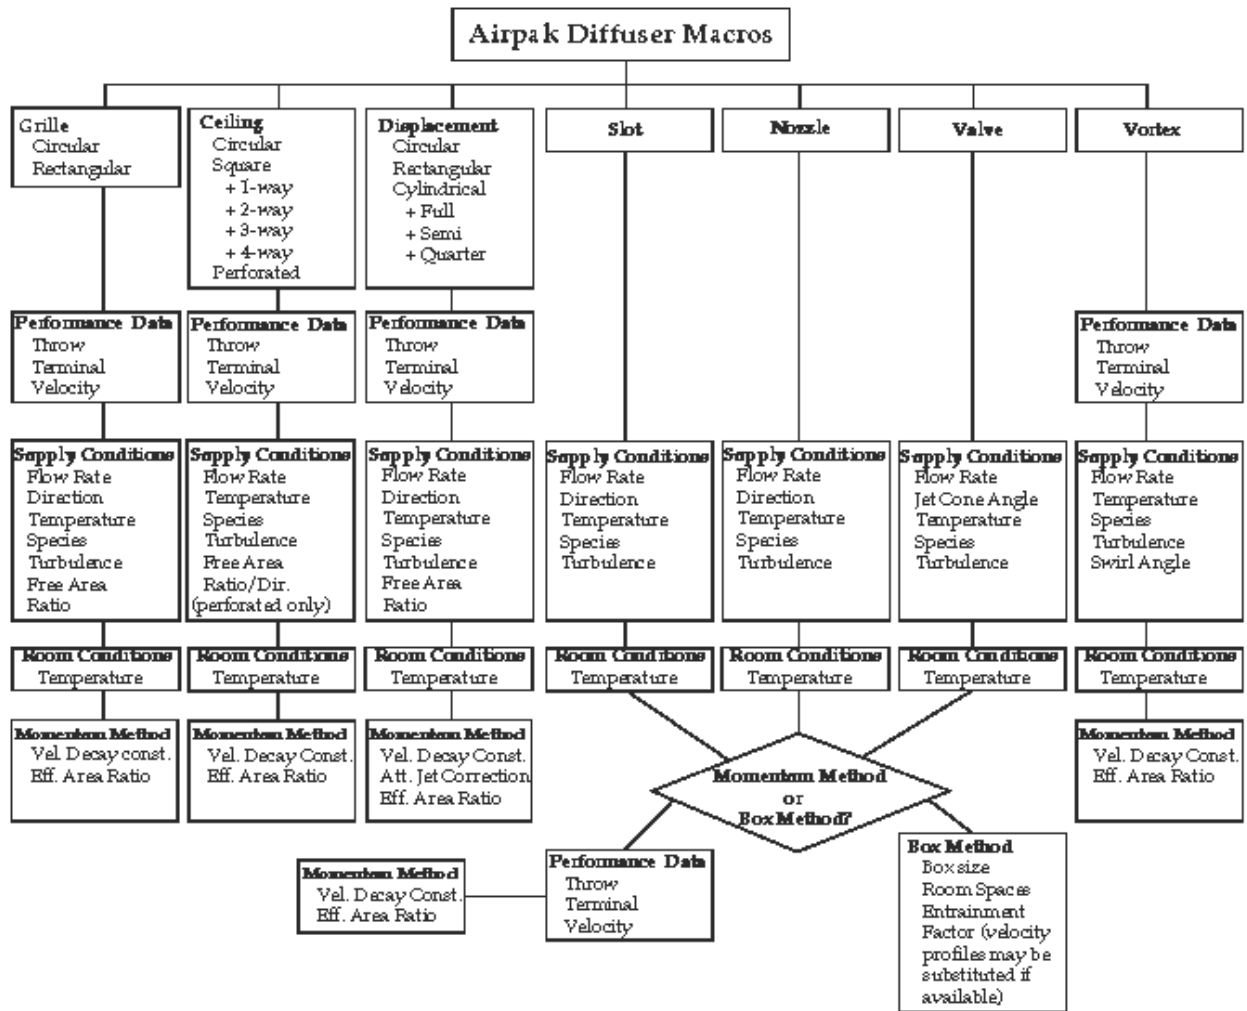 Airpak Diffuser Macros
Grille
Circular
Rectangular
Ceiling
Circular
Square
+ 1-way
+ 2-way
+ 3-way
+ 4-way
Perforated
Displacement
Circular
Rectangular
Cylindrical
+ Full
+ Semi
+ Quarter
Slot
Nozzle
Valve
Vortex
Performance Data
Throw
Terminal
Velocity
Performance Data
Throw
Terminal
Velocity
Performance Data
Throw
Terminal
Velocity
Performance Data
Throw
Terminal
Velocity
Supply Conditions
Flow Rate
Direction
Temperature
Species
Turbulence
Free Area
Ratio
Supply Conditions
Flow Rate
Temperature
Species
Turbulence
Free Area
Ratio/Dir.
(perforated only)
Supply Conditions
Flow Rate
Direction
Temperature
Species
Turbulence
Free Area
Ratio
Supply Conditions
Flow Rate
Direction
Temperature
Species
Turbulence
Supply Conditions
Flow Rate
Direction
Temperature
Species
Turbulence
Supply Conditions
Flow Rate
Jet Cone Angle
Temperature
Species
Turbulence
Supply Conditions
Flow Rate
Temperature
Species
Turbulence
Swirl Angle
Room Conditions
Temperature
Room Conditions
Temperature
Room Conditions
Temperature
Room Conditions
Temperature
Room Conditions
Temperature
Room Conditions
Temperature
Room Conditions
Temperature
Momentum Method
Vel. Decay const.
Eff. Area Ratio
Momentum Method
Vel. Decay Const.
Eff. Area Ratio
Momentum Method
Vel. Decay Const.
Att. Jet Correction
Eff. Area Ratio
Momentum Method
or
Box Method?
Momentum Method
Vel. Decay Const.
Eff. Area Ratio
Momentum Method
Vel. Decay Const.
Eff. Area Ratio
Performance Data
Throw
Terminal
Velocity
Box Method
Box size
Room Spaces
Entrainment
Factor (velocity
profiles may be
substituted if
available)